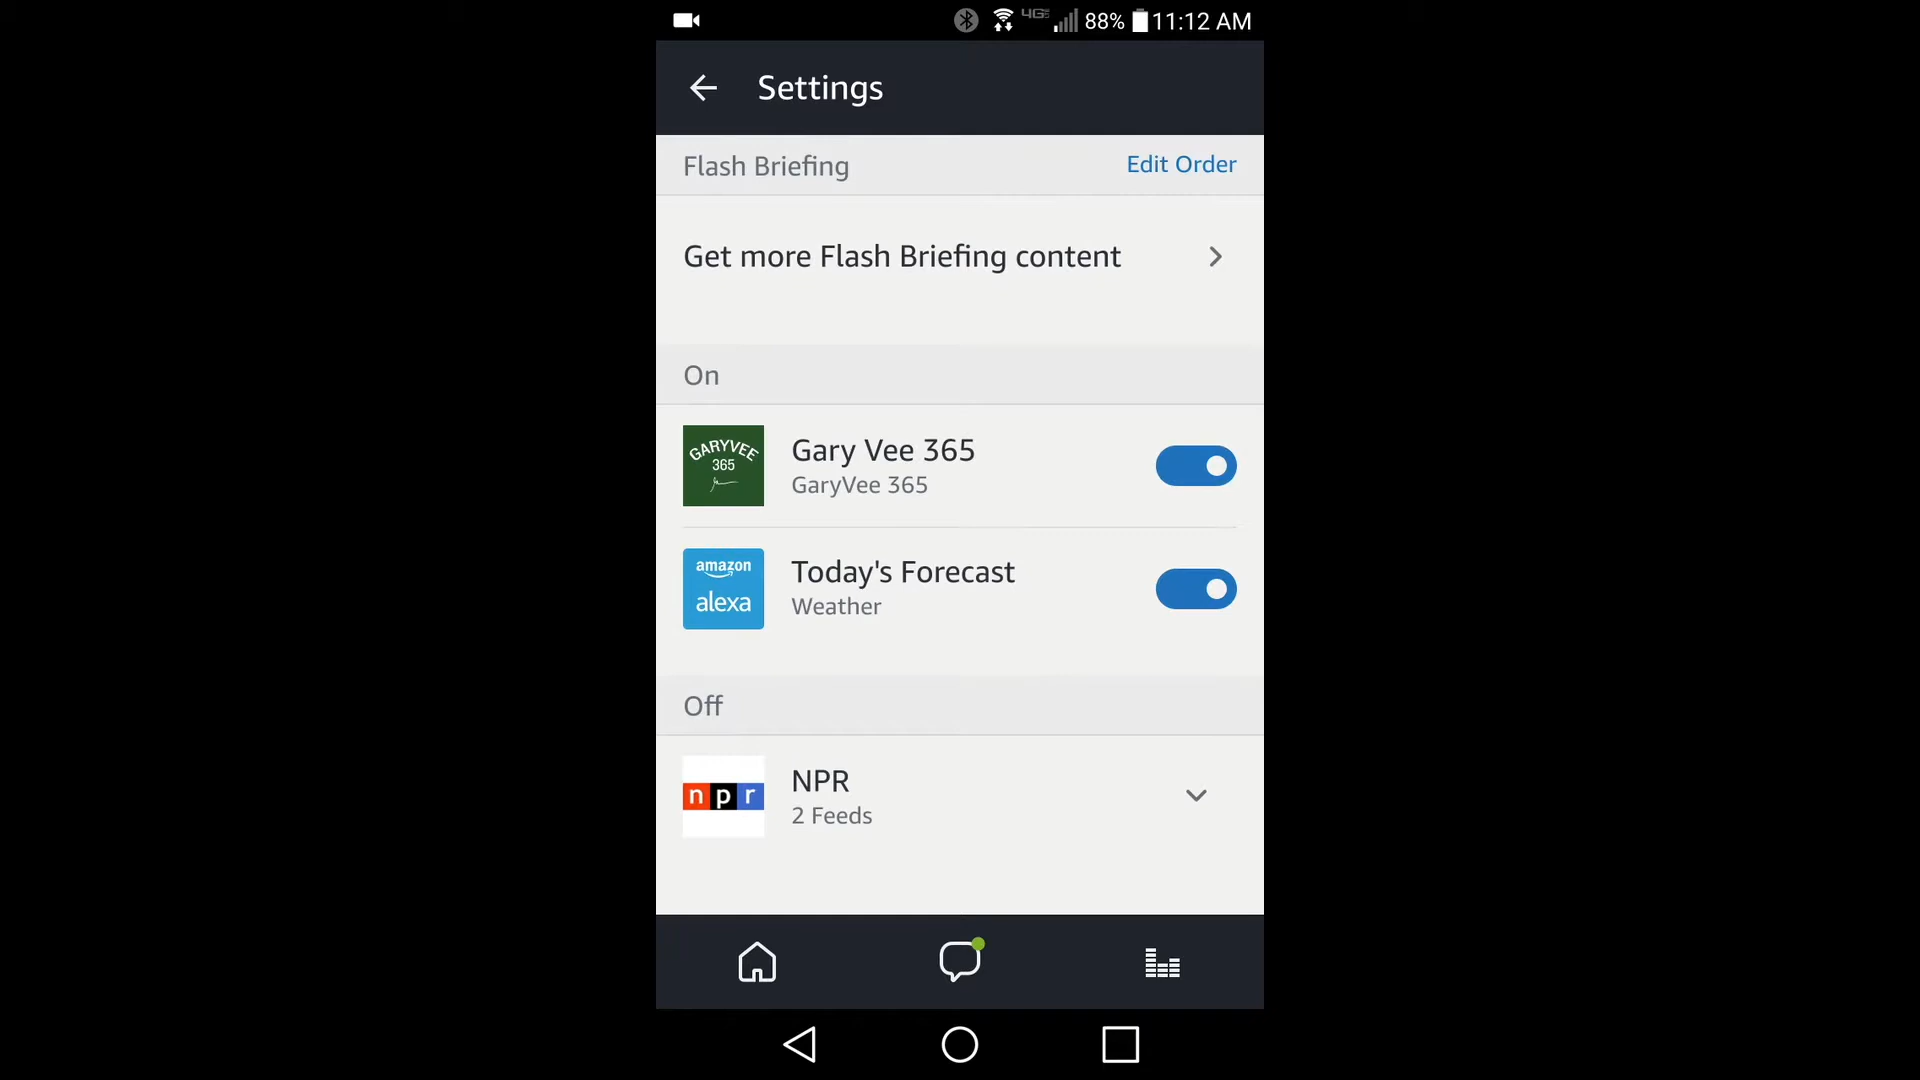 4G 88% 11:12 AM
Settings
Flash Briefing Edit Order
Get more Flash Briefing content
On
GARYVEE
365
Gary Vee 365
GaryVee 365
amazon
alexa
Today's Forecast
Weather
Off
npr
NPR
2 Feeds